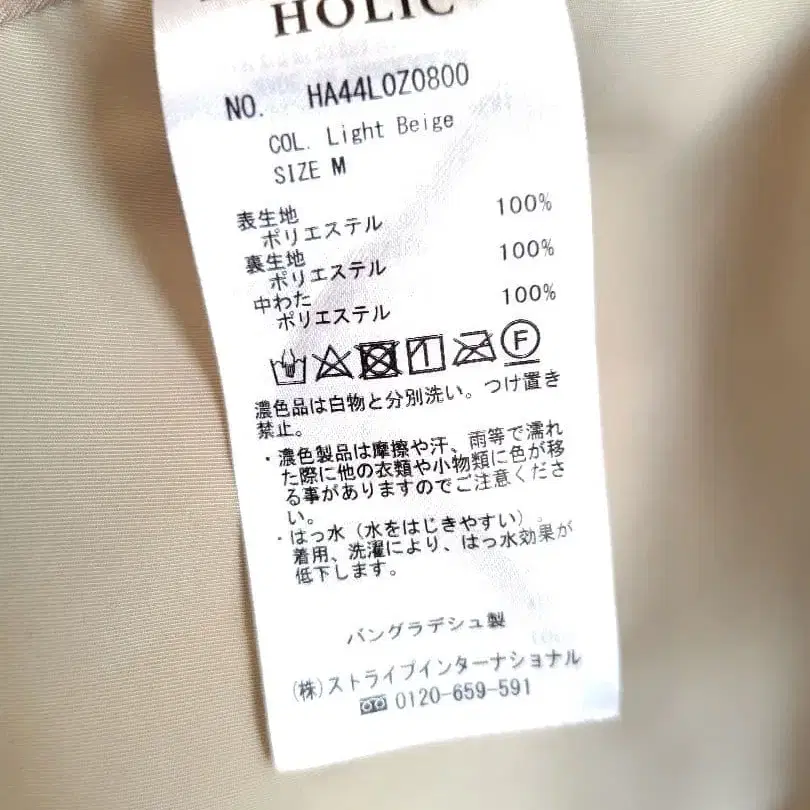 HOLIC
NO. HA44L0Z0800
COL. Light Beige
SIZE M
表生地
ポリエステル 100%
裏生地
ポリエステル 100%
中わた
ポリエステル 100%
F
濃色品は白物と分別洗い。つけ置き
禁止。
・濃色製品は摩擦や汗、雨等で濡れ
た際に他の衣類や小物類に色が移
る事がありますのでご注意くださ
い。
・はっ水（水をはじきやすい）。
着用、洗濯により、はっ水効果が
低下します。
バングラデシュ製
(株)ストライプインターナショナル
0120-659-591